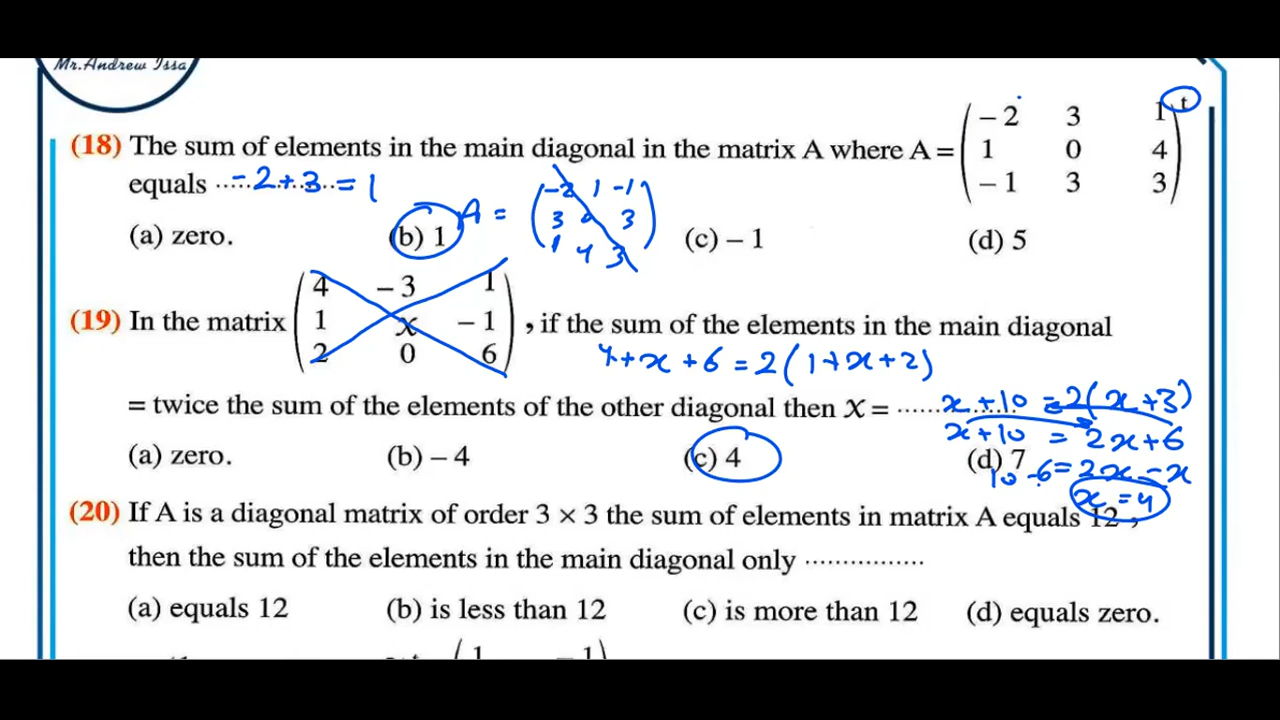 Mr.Andrew Issa
(18) The sum of elements in the main diagonal in the matrix A where A = ( −2 3 1
1 0 4
−1 3 3 )ᵗ
equals ..... −2+3 = 1
A = ( −2 1 −1
3 0 3
1 4 3 )
(a) zero. (b) 1 (c) – 1 (d) 5
(19) In the matrix ( 4 −3 1
1 x −1
2 0 6 ) , if the sum of the elements in the main diagonal
4+x+6 = 2(1+x+2)
= twice the sum of the elements of the other diagonal then x = ........
x+10 = 2(x+3)
x+10 = 2x+6
10-6 = 2x-x
x = 4
(a) zero. (b) – 4 (c) 4 (d) 7
(20) If A is a diagonal matrix of order 3 × 3 the sum of elements in matrix A equals 12 ,
then the sum of the elements in the main diagonal only ................
(a) equals 12 (b) is less than 12 (c) is more than 12 (d) equals zero.